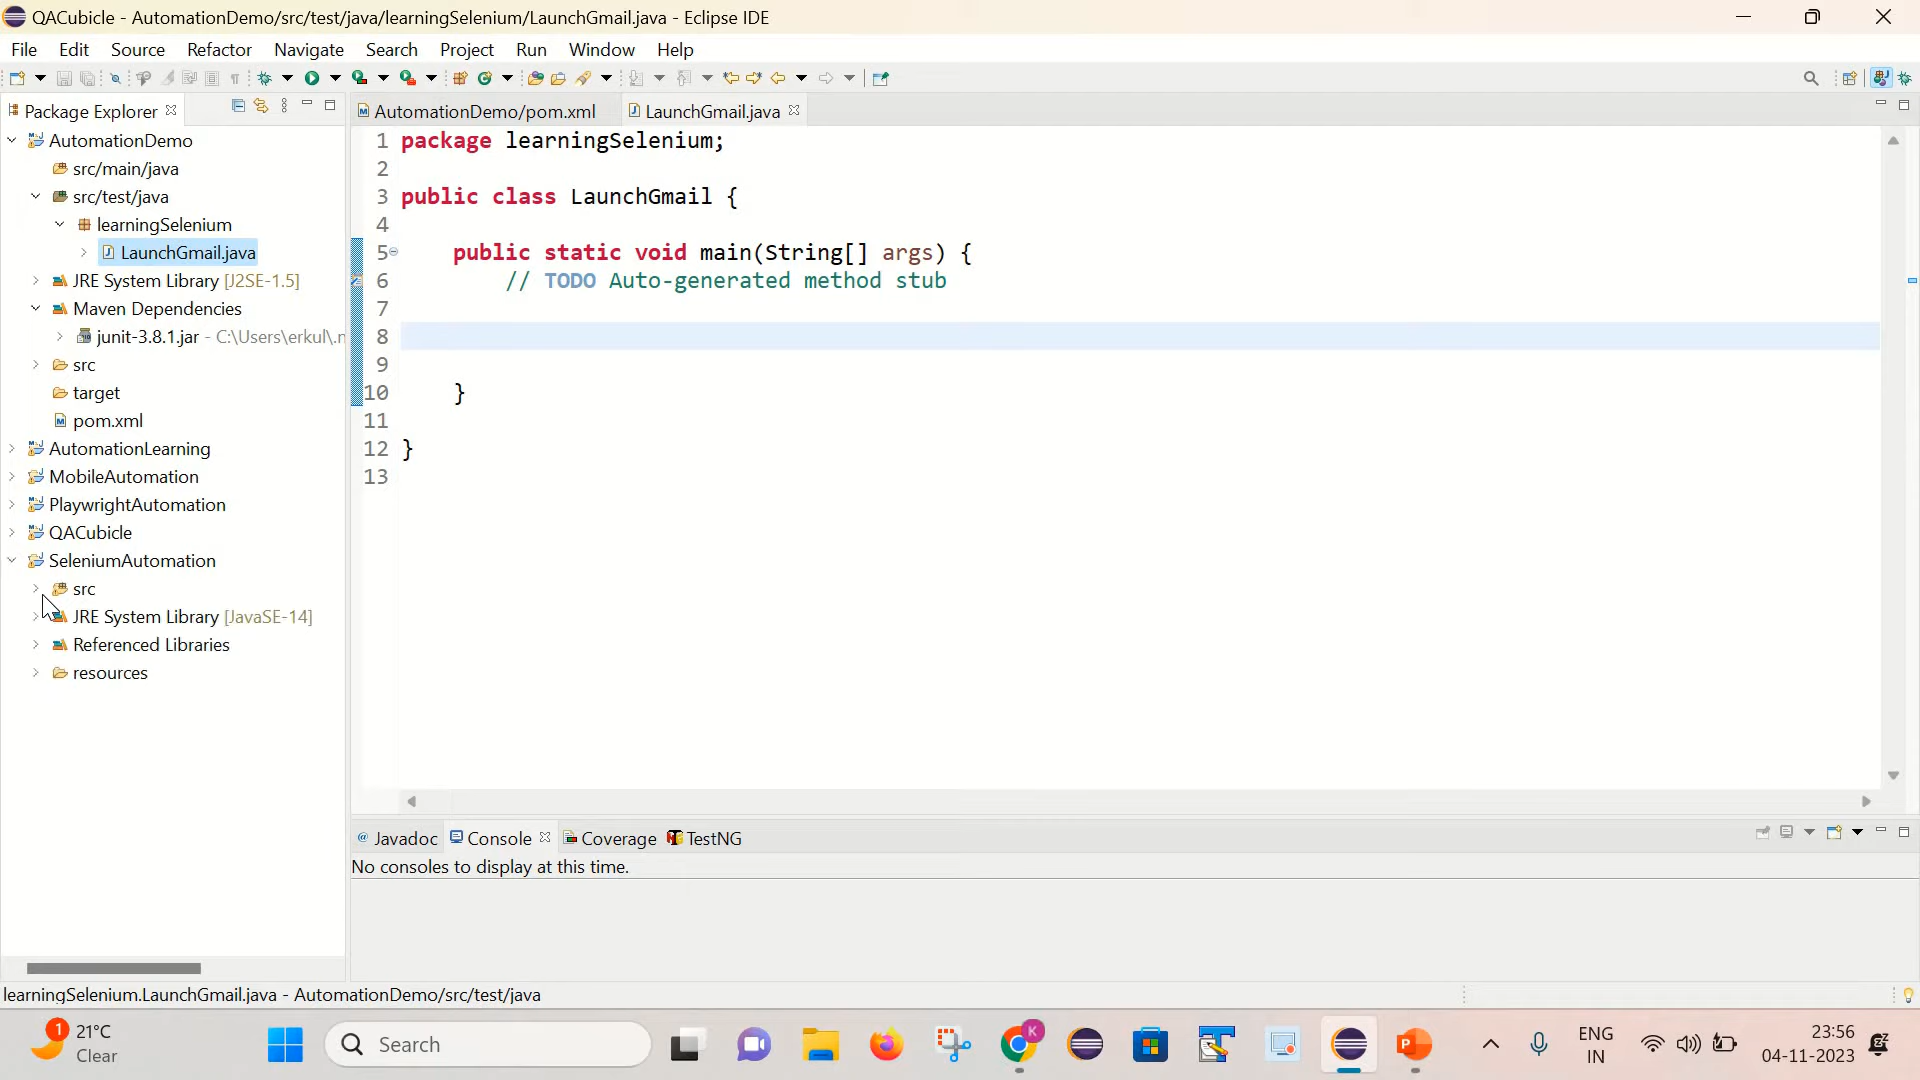 QACubicle - AutomationDemo/src/test/java/learningSelenium/LaunchGmail.java - Eclipse IDE
File Edit Source Refactor Navigate Search Project Run Window Help
Package Explorer
AutomationDemo/pom.xml
LaunchGmail.java
AutomationDemo
src/main/java
src/test/java
learningSelenium
LaunchGmail.java
JRE System Library [J2SE-1.5]
Maven Dependencies
junit-3.8.1.jar - C:\Users\erkul\.n
src
target
pom.xml
AutomationLearning
MobileAutomation
PlaywrightAutomation
QACubicle
SeleniumAutomation
src
JRE System Library [JavaSE-14]
Referenced Libraries
resources
1 package learningSelenium;
2
3 public class LaunchGmail {
4
5 public static void main(String[] args) {
6 // TODO Auto-generated method stub
7
8
9
10 }
11
12 }
13
Javadoc Console Coverage TestNG
No consoles to display at this time.
learningSelenium.LaunchGmail.java - AutomationDemo/src/test/java
1
21°C
Clear
Search
K
ENG
IN
23:56
04-11-2023